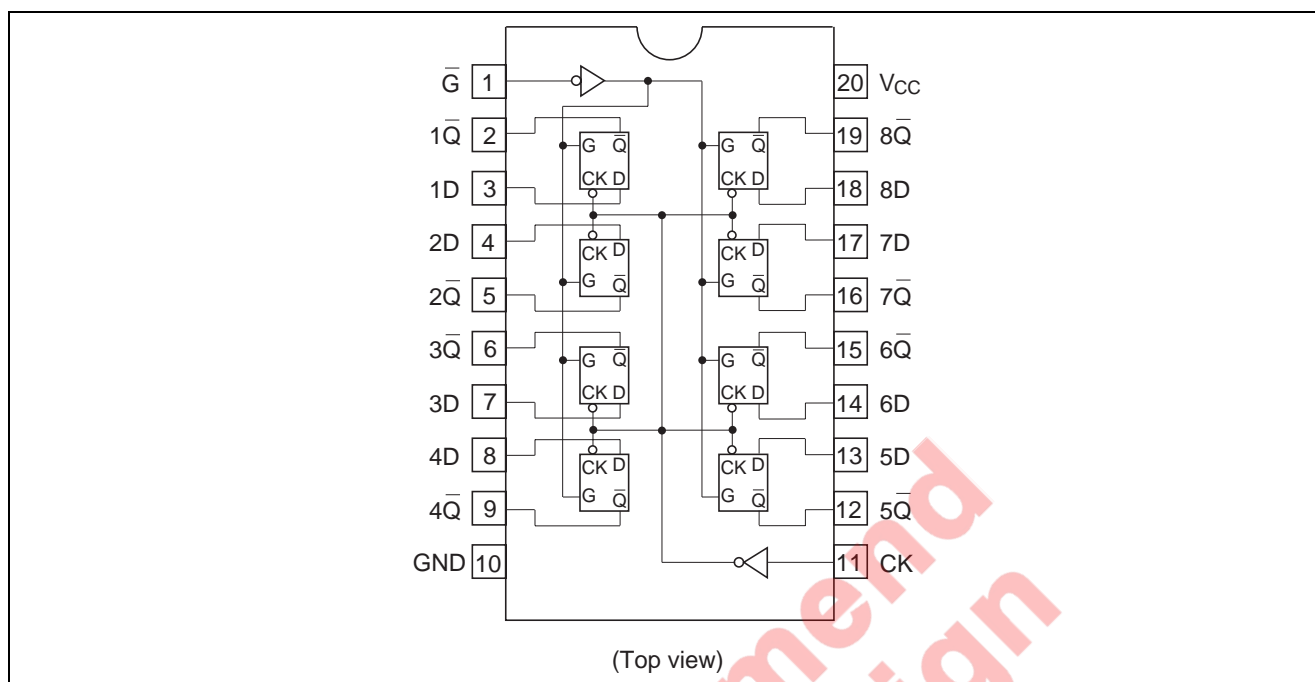 G̅ 1 20 VCC
1Q̅ 2 G Q̅ G Q̅ 19 8Q̅
1D 3 CK D CK D 18 8D
2D 4 CK D CK D 17 7D
2Q̅ 5 G Q̅ G Q̅ 16 7Q̅
3Q̅ 6 G Q̅ G Q̅ 15 6Q̅
3D 7 CK D CK D 14 6D
4D 8 CK D CK D 13 5D
4Q̅ 9 G Q̅ G Q̅ 12 5Q̅
GND 10 11 CK
(Top view)